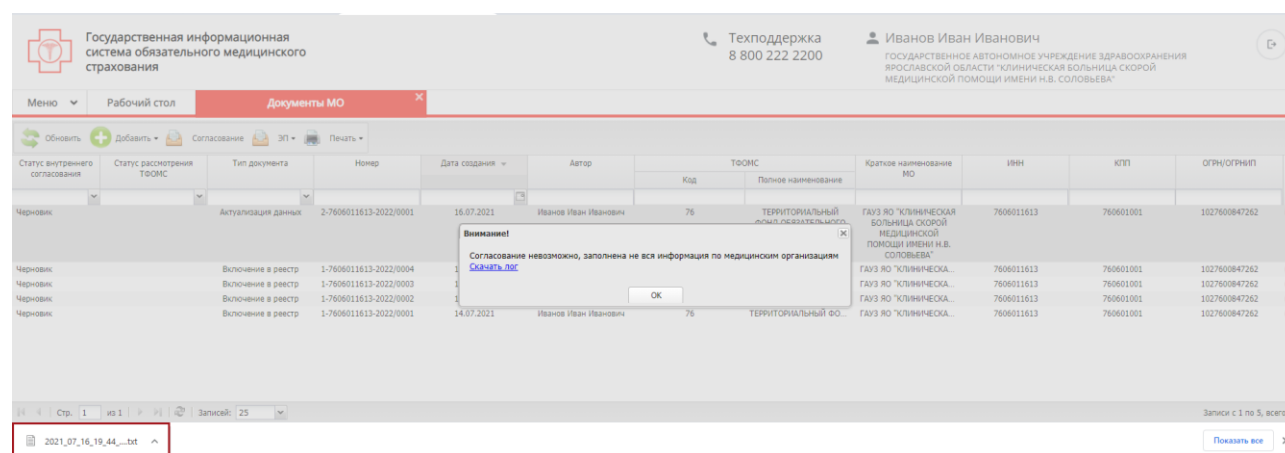 Государственная информационная
система обязательного медицинского
страхования
Техподдержка
8 800 222 2200
Иванов Иван Иванович
ГОСУДАРСТВЕННОЕ АВТОНОМНОЕ УЧРЕЖДЕНИЕ ЗДРАВООХРАНЕНИЯ
ЯРОСЛАВСКОЙ ОБЛАСТИ "КЛИНИЧЕСКАЯ БОЛЬНИЦА СКОРОЙ
МЕДИЦИНСКОЙ ПОМОЩИ ИМЕНИ Н.В. СОЛОВЬЕВА"
Меню Рабочий стол Документы МО
Обновить Добавить Согласование ЭП Печать
Статус внутреннего согласования Статус рассмотрения ТФОМС Тип документа Номер Дата создания Автор ТФОМС Краткое наименование МО ИНН КПП ОГРН/ОГРНИП
Код Полное наименование
Черновик Актуализация данных 2-7606011613-2022/0001 16.07.2021 Иванов Иван Иванович 76 ТЕРРИТОРИАЛЬНЫЙ ФОНД ОБЯЗАТЕЛЬНОГО ГАУЗ ЯО "КЛИНИЧЕСКАЯ БОЛЬНИЦА СКОРОЙ МЕДИЦИНСКОЙ ПОМОЩИ ИМЕНИ Н.В. СОЛОВЬЕВА" 7606011613 760601001 1027600847262
Внимание!
Согласование невозможно, заполнена не вся информация по медицинским организациям
Скачать лог
ОК
Черновик Включение в реестр 1-7606011613-2022/0004 1 ГАУЗ ЯО "КЛИНИЧЕСКА... 7606011613 760601001 1027600847262
Черновик Включение в реестр 1-7606011613-2022/0003 1 ГАУЗ ЯО "КЛИНИЧЕСКА... 7606011613 760601001 1027600847262
Черновик Включение в реестр 1-7606011613-2022/0002 1 ГАУЗ ЯО "КЛИНИЧЕСКА... 7606011613 760601001 1027600847262
Черновик Включение в реестр 1-7606011613-2022/0001 14.07.2021 Иванов Иван Иванович 76 ТЕРРИТОРИАЛЬНЫЙ ФО... ГАУЗ ЯО "КЛИНИЧЕСКА... 7606011613 760601001 1027600847262
Стр. 1 из 1 Записей: 25 Записи с 1 по 5, всего
2021_07_16_19_44_....txt Показать все